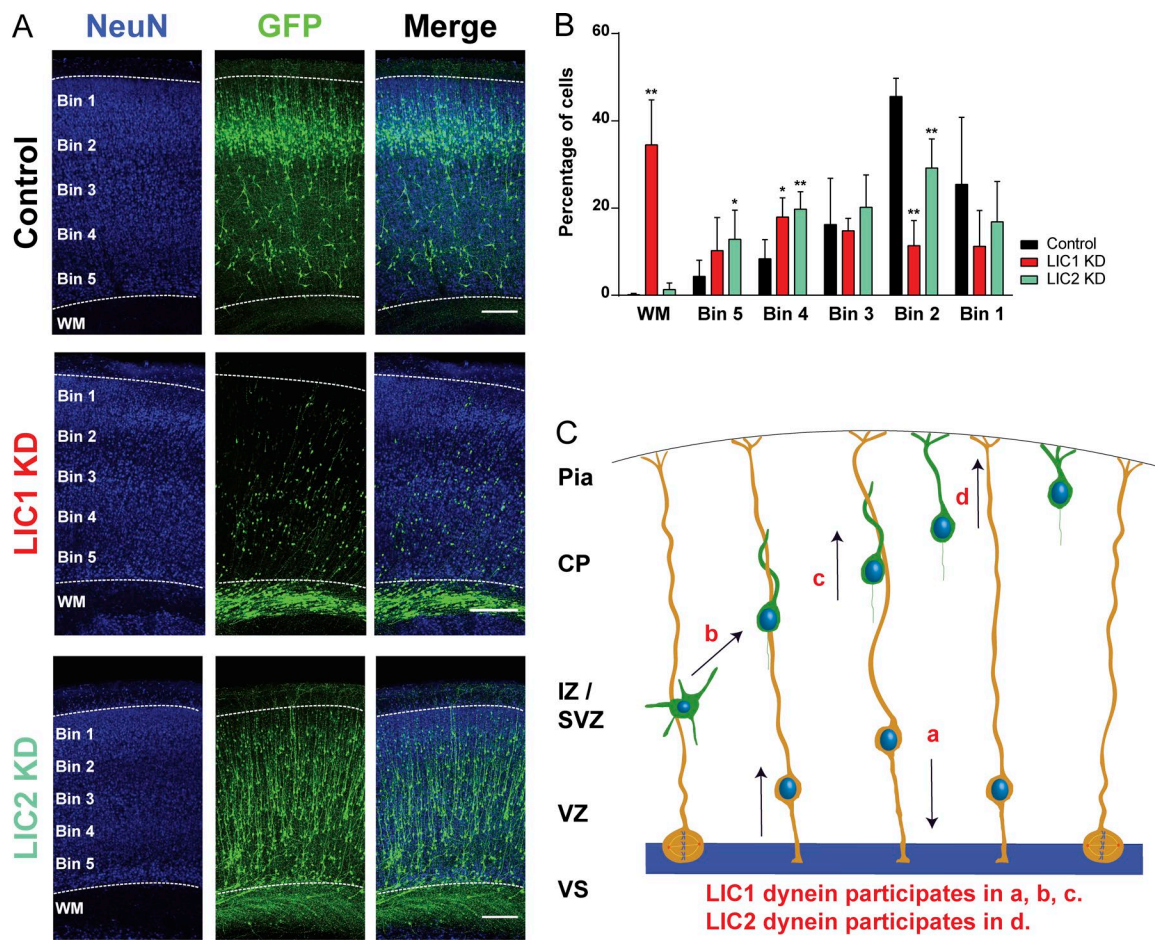 A
NeuN
GFP
Merge
Control
Bin 1
Bin 2
Bin 3
Bin 4
Bin 5
WM
LIC1 KD
Bin 1
Bin 2
Bin 3
Bin 4
Bin 5
WM
LIC2 KD
Bin 1
Bin 2
Bin 3
Bin 4
Bin 5
WM
B
Percentage of cells
60
40
20
0
**
*
*
**
**
**
WM Bin 5 Bin 4 Bin 3 Bin 2 Bin 1
Control
LIC1 KD
LIC2 KD
C
Pia
CP
IZ /
SVZ
VZ
VS
d
c
b
a
LIC1 dynein participates in a, b, c.
LIC2 dynein participates in d.